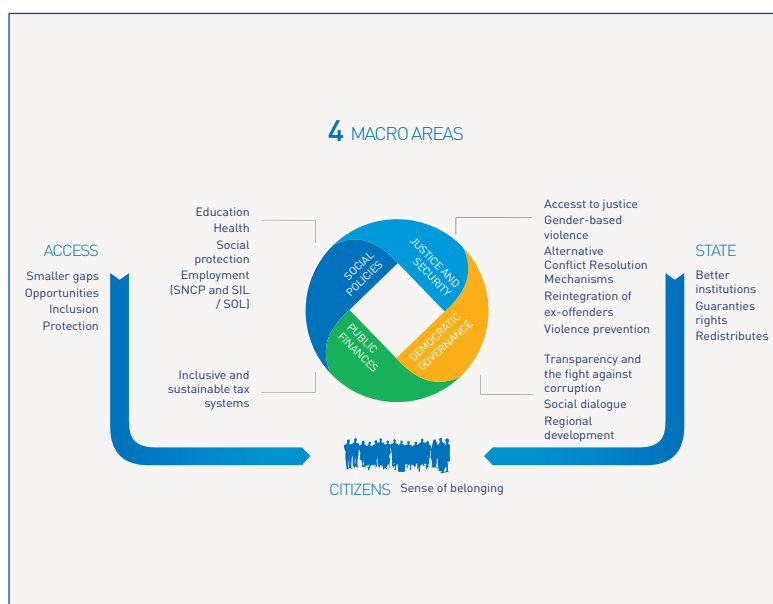 4 MACRO AREAS
ACCESS
Smaller gaps
Opportunities
Inclusion
Protection
Education
Health
Social
protection
Employment
(SNCP and SIL
/ SOL)
Inclusive and
sustainable tax
systems
SOCIAL
POLICIES
JUSTICE AND
SECURITY
PUBLIC
FINANCES
DEMOCRATIC
GOVERNANCE
Accesst to justice
Gender-based
violence
Alternative
Conflict Resolution
Mechanisms
Reintegration of
ex-offenders
Violence prevention
Transparency and
the fight against
corruption
Social dialogue
Regional
development
STATE
Better
institutions
Guaranties
rights
Redistributes
CITIZENS Sense of belonging